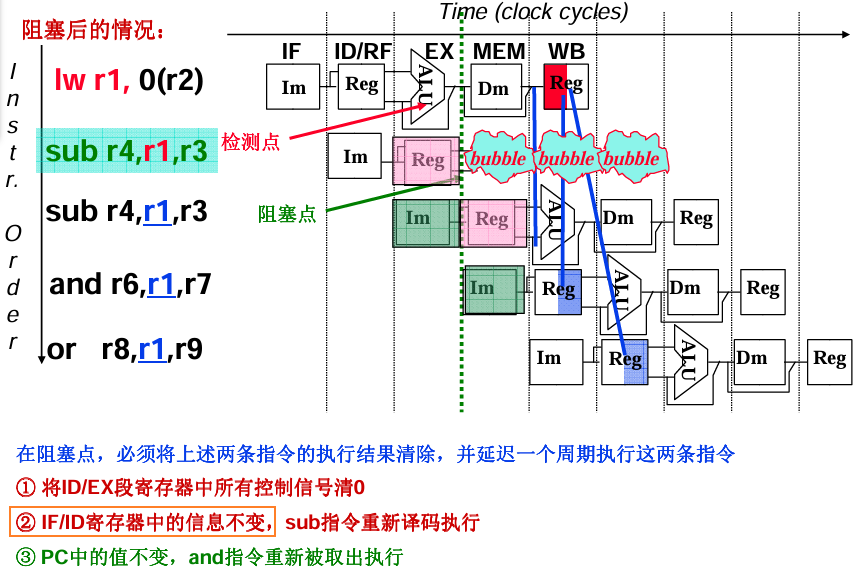 Time (clock cycles)
阻塞后的情况：
Instr. Order
IF ID/RF EX MEM WB
lw r1, 0(r2)
Im Reg ALU Dm Reg
检测点
sub r4,r1,r3
Im Reg bubble bubble bubble
阻塞点
sub r4,r1,r3
Im Reg ALU Dm Reg
and r6,r1,r7
Im Reg ALU Dm Reg
or r8,r1,r9
Im Reg ALU Dm Reg
在阻塞点，必须将上述两条指令的执行结果清除，并延迟一个周期执行这两条指令
① 将ID/EX段寄存器中所有控制信号清0
② IF/ID寄存器中的信息不变，sub指令重新译码执行
③ PC中的值不变，and指令重新被取出执行